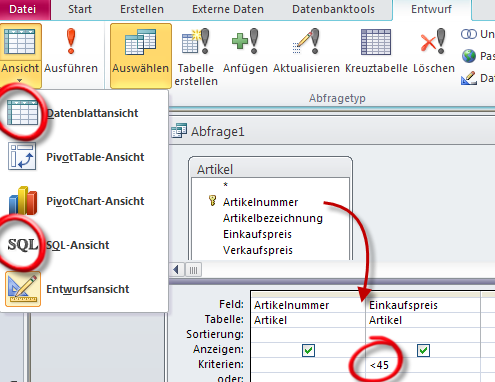 Datei Start Erstellen Externe Daten Datenbanktools Entwurf
Ansicht Ausführen Auswählen Tabelle erstellen Anfügen Aktualisieren Kreuztabelle Löschen
Un
Pas
Dat
Abfragetyp
Datenblattansicht
PivotTable-Ansicht
PivotChart-Ansicht
SQL SQL-Ansicht
Entwurfsansicht
Abfrage1
Artikel
*
Artikelnummer
Artikelbezeichnung
Einkaufspreis
Verkaufspreis
Feld: Artikelnummer Einkaufspreis
Tabelle: Artikel Artikel
Sortierung:
Anzeigen:
Kriterien: <45
oder: